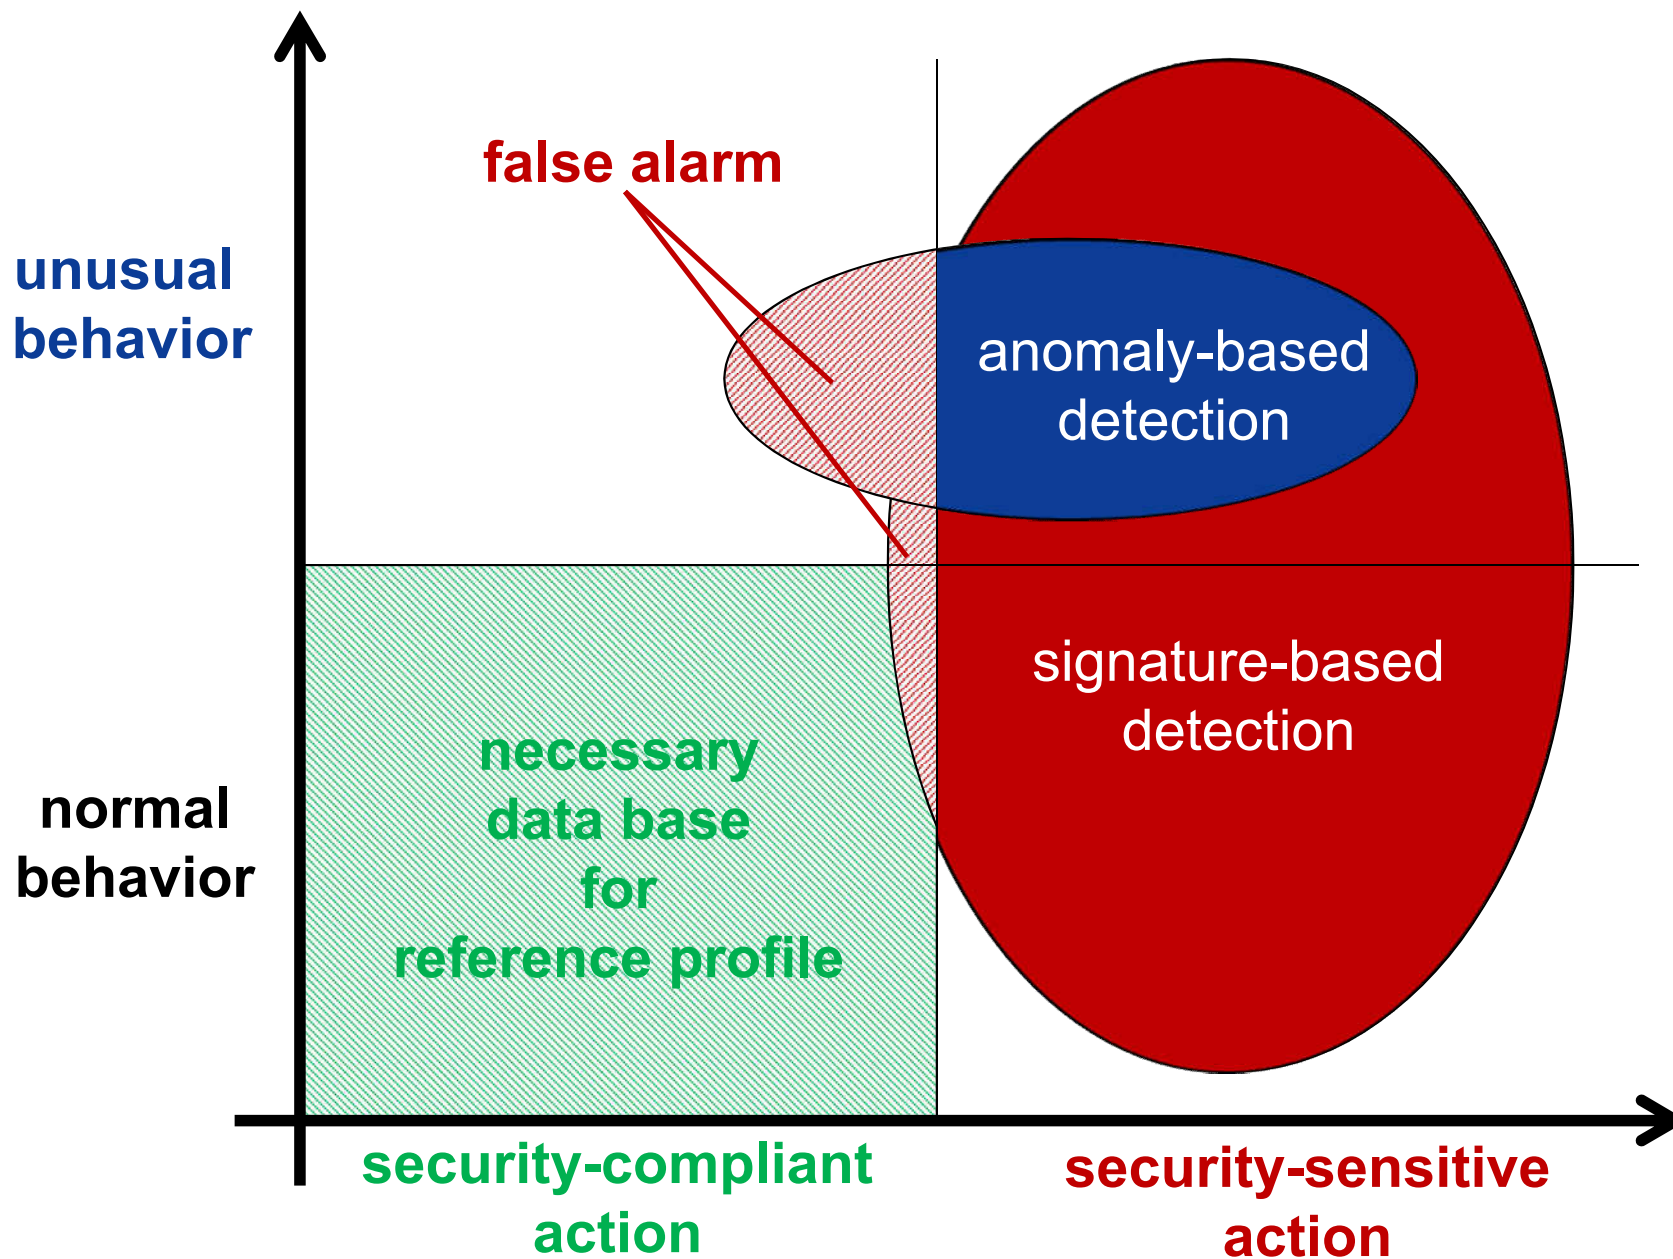 false alarm
unusual
behavior
anomaly-based
detection
signature-based
detection
necessary
data base
for
reference profile
normal
behavior
security-compliant
action
security-sensitive
action